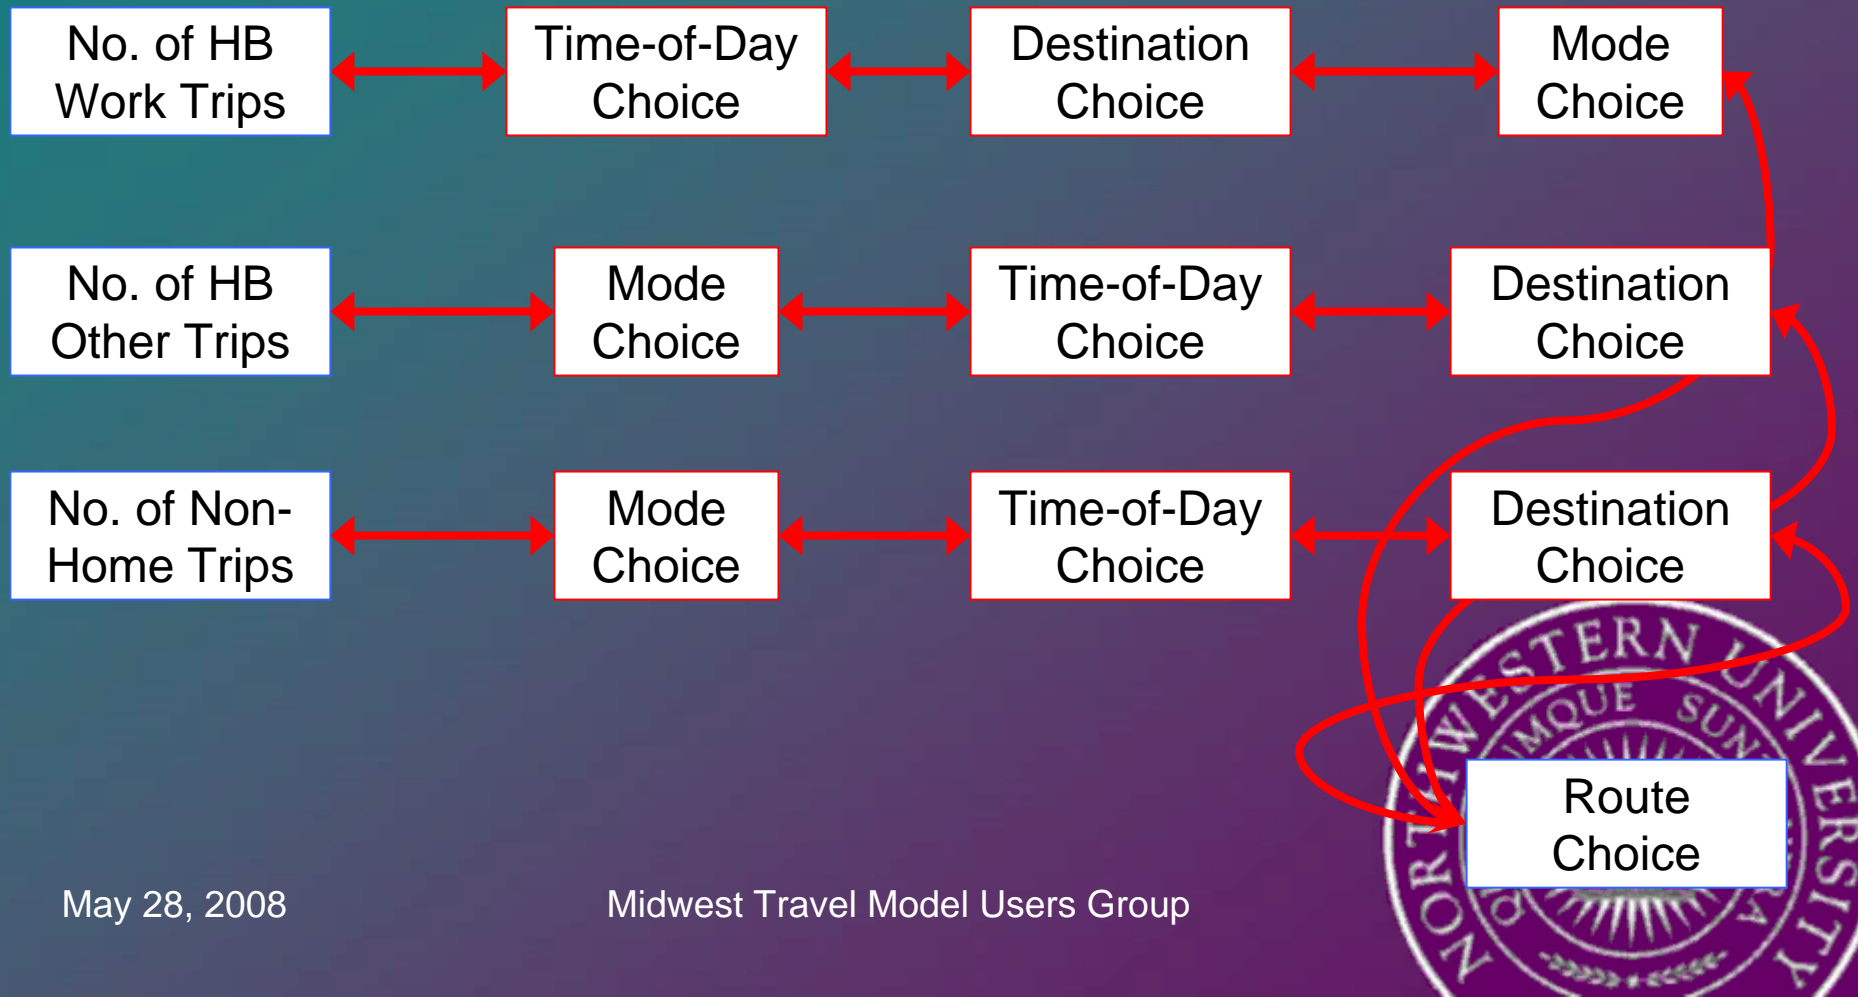 No. of HB
Work Trips
Time-of-Day
Choice
Destination
Choice
Mode
Choice
No. of HB
Other Trips
Mode
Choice
Time-of-Day
Choice
Destination
Choice
No. of Non-
Home Trips
Mode
Choice
Time-of-Day
Choice
Destination
Choice
Route
Choice
May 28, 2008
Midwest Travel Model Users Group
NORTHWESTERN UNIVERSITY